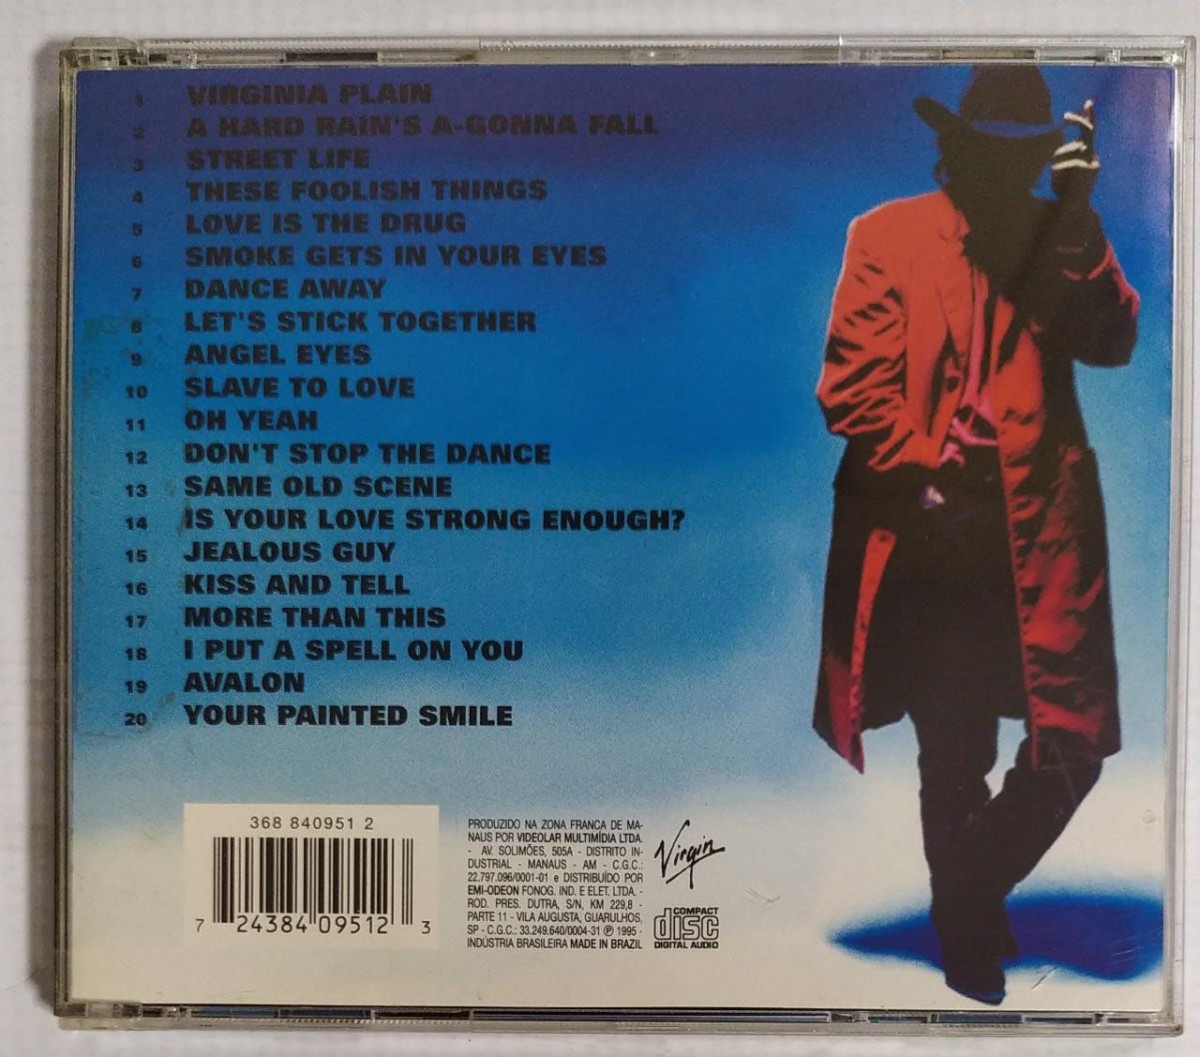 1 VIRGINIA PLAIN
2 A HARD RAIN'S A-GONNA FALL
3 STREET LIFE
4 THESE FOOLISH THINGS
5 LOVE IS THE DRUG
6 SMOKE GETS IN YOUR EYES
7 DANCE AWAY
8 LET'S STICK TOGETHER
9 ANGEL EYES
10 SLAVE TO LOVE
11 OH YEAH
12 DON'T STOP THE DANCE
13 SAME OLD SCENE
14 IS YOUR LOVE STRONG ENOUGH?
15 JEALOUS GUY
16 KISS AND TELL
17 MORE THAN THIS
18 I PUT A SPELL ON YOU
19 AVALON
20 YOUR PAINTED SMILE
368 840951 2
7 24384 09512 3
PRODUZIDO NA ZONA FRANCA DE MA-
NAUS POR VIDEOLAR MULTIMÍDIA LTDA.
- AV. SOLIMÕES, 505A - DISTRITO IN-
DUSTRIAL - MANAUS - AM - C.G.C.:
22.797.096/0001-01 e DISTRIBUÍDO POR
EMI-ODEON FONOG. IND. E ELET. LTDA. -
ROD. PRES. DUTRA, S/N, KM 229,8 -
PARTE 11 - VILA AUGUSTA, GUARULHOS,
SP - C.G.C.: 33.249.640/0004-31 ℗ 1995 -
INDÚSTRIA BRASILEIRA MADE IN BRAZIL
Virgin
COMPACT
disc
DIGITAL AUDIO